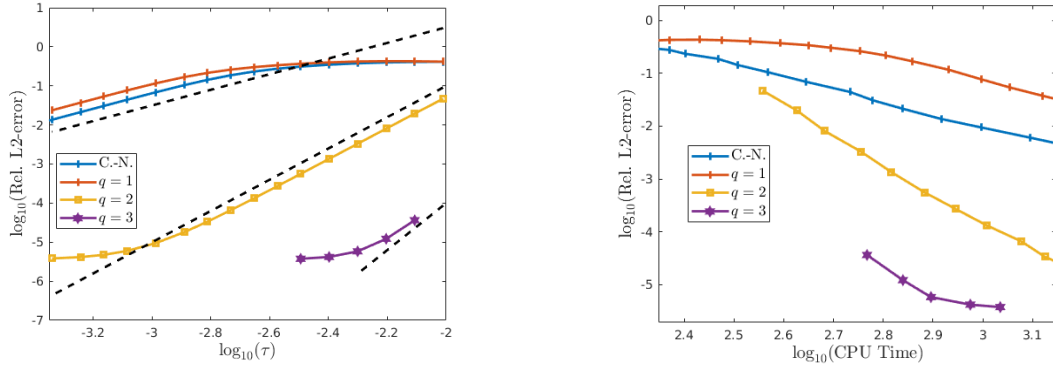 log10(Rel. L2-error)
1
0
-1
-2
-3
-4
-5
-6
-7
C.-N.
q = 1
q = 2
q = 3
-3.2
-3
-2.8
-2.6
-2.4
-2.2
-2
log10(τ)
log10(Rel. L2-error)
-0
-1
-2
-3
-4
-5
C.-N.
q = 1
q = 2
q = 3
2.4
2.5
2.6
2.7
2.8
2.9
3
3.1
log10(CPU Time)